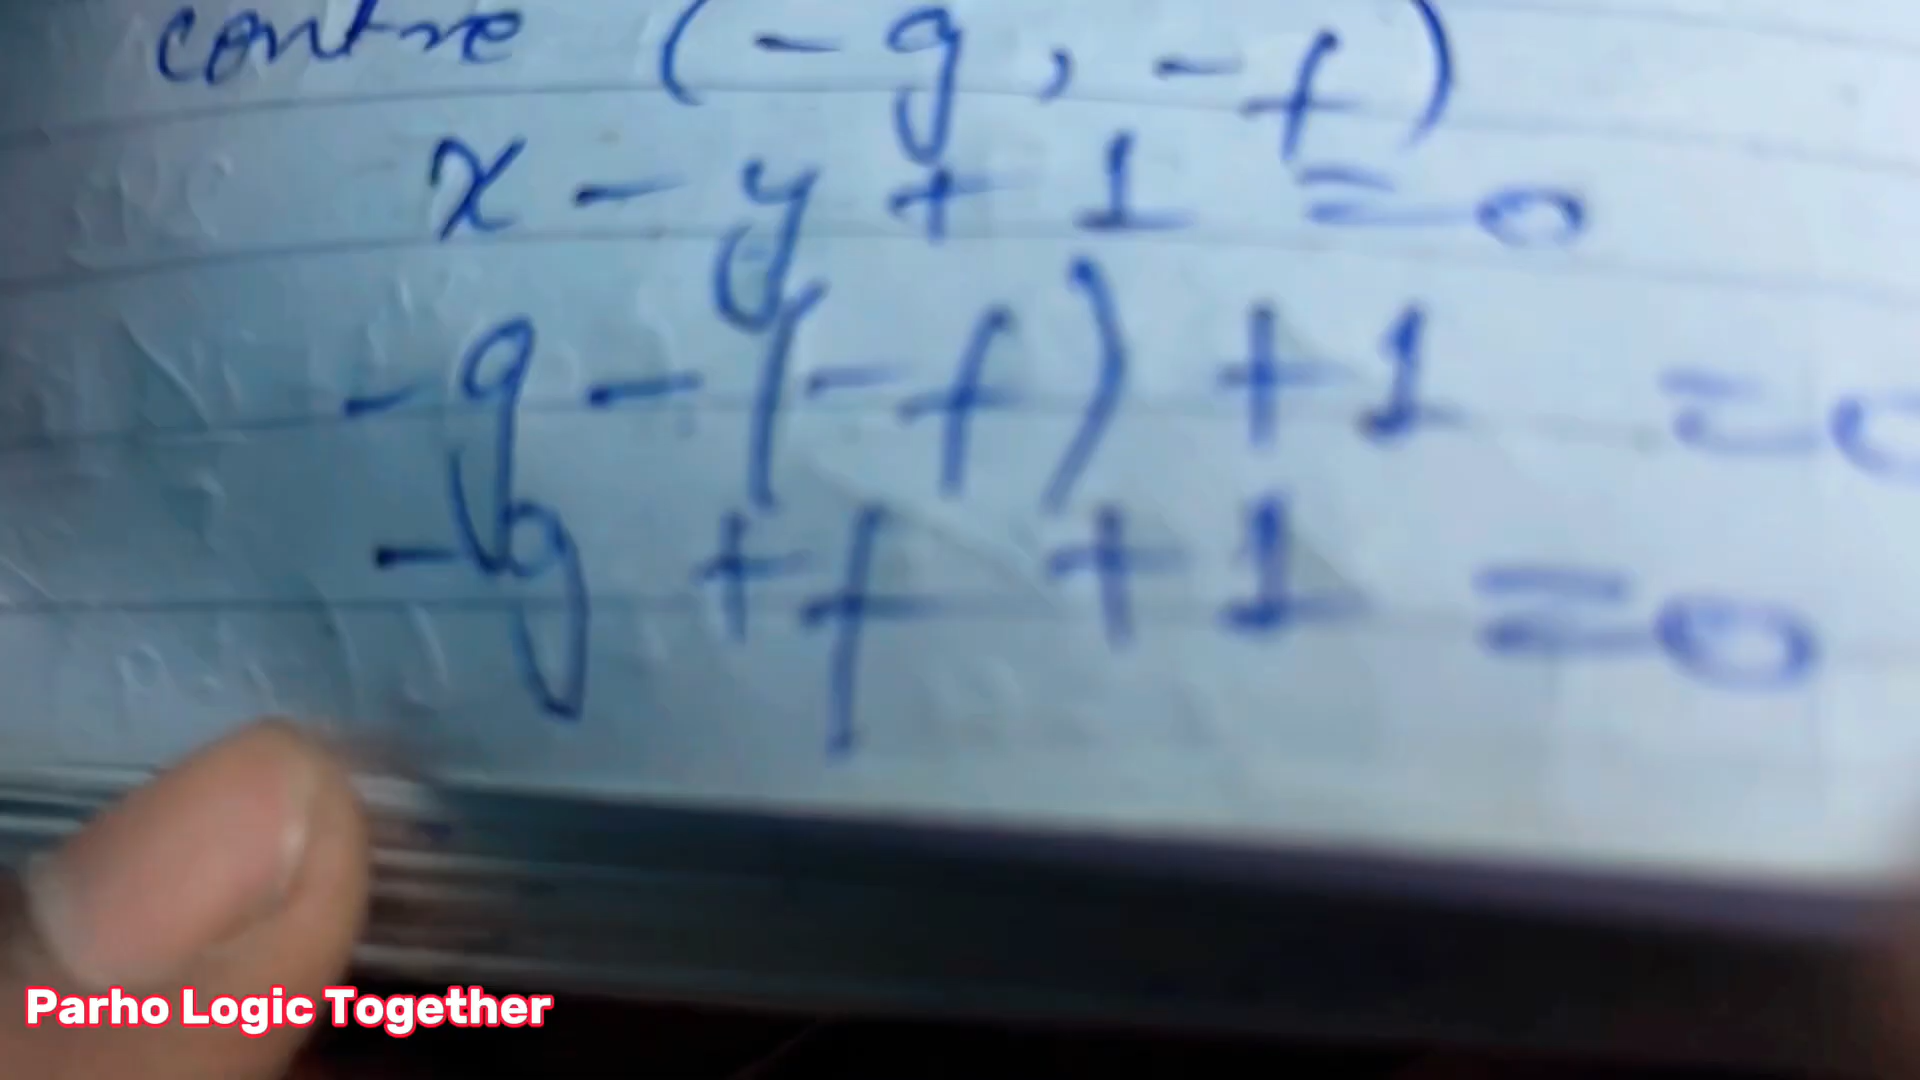 centre (-g, -f)
x - y + 1 = 0
-g - (-f) + 1 = 0
-g + f + 1 = 0
Parho Logic Together